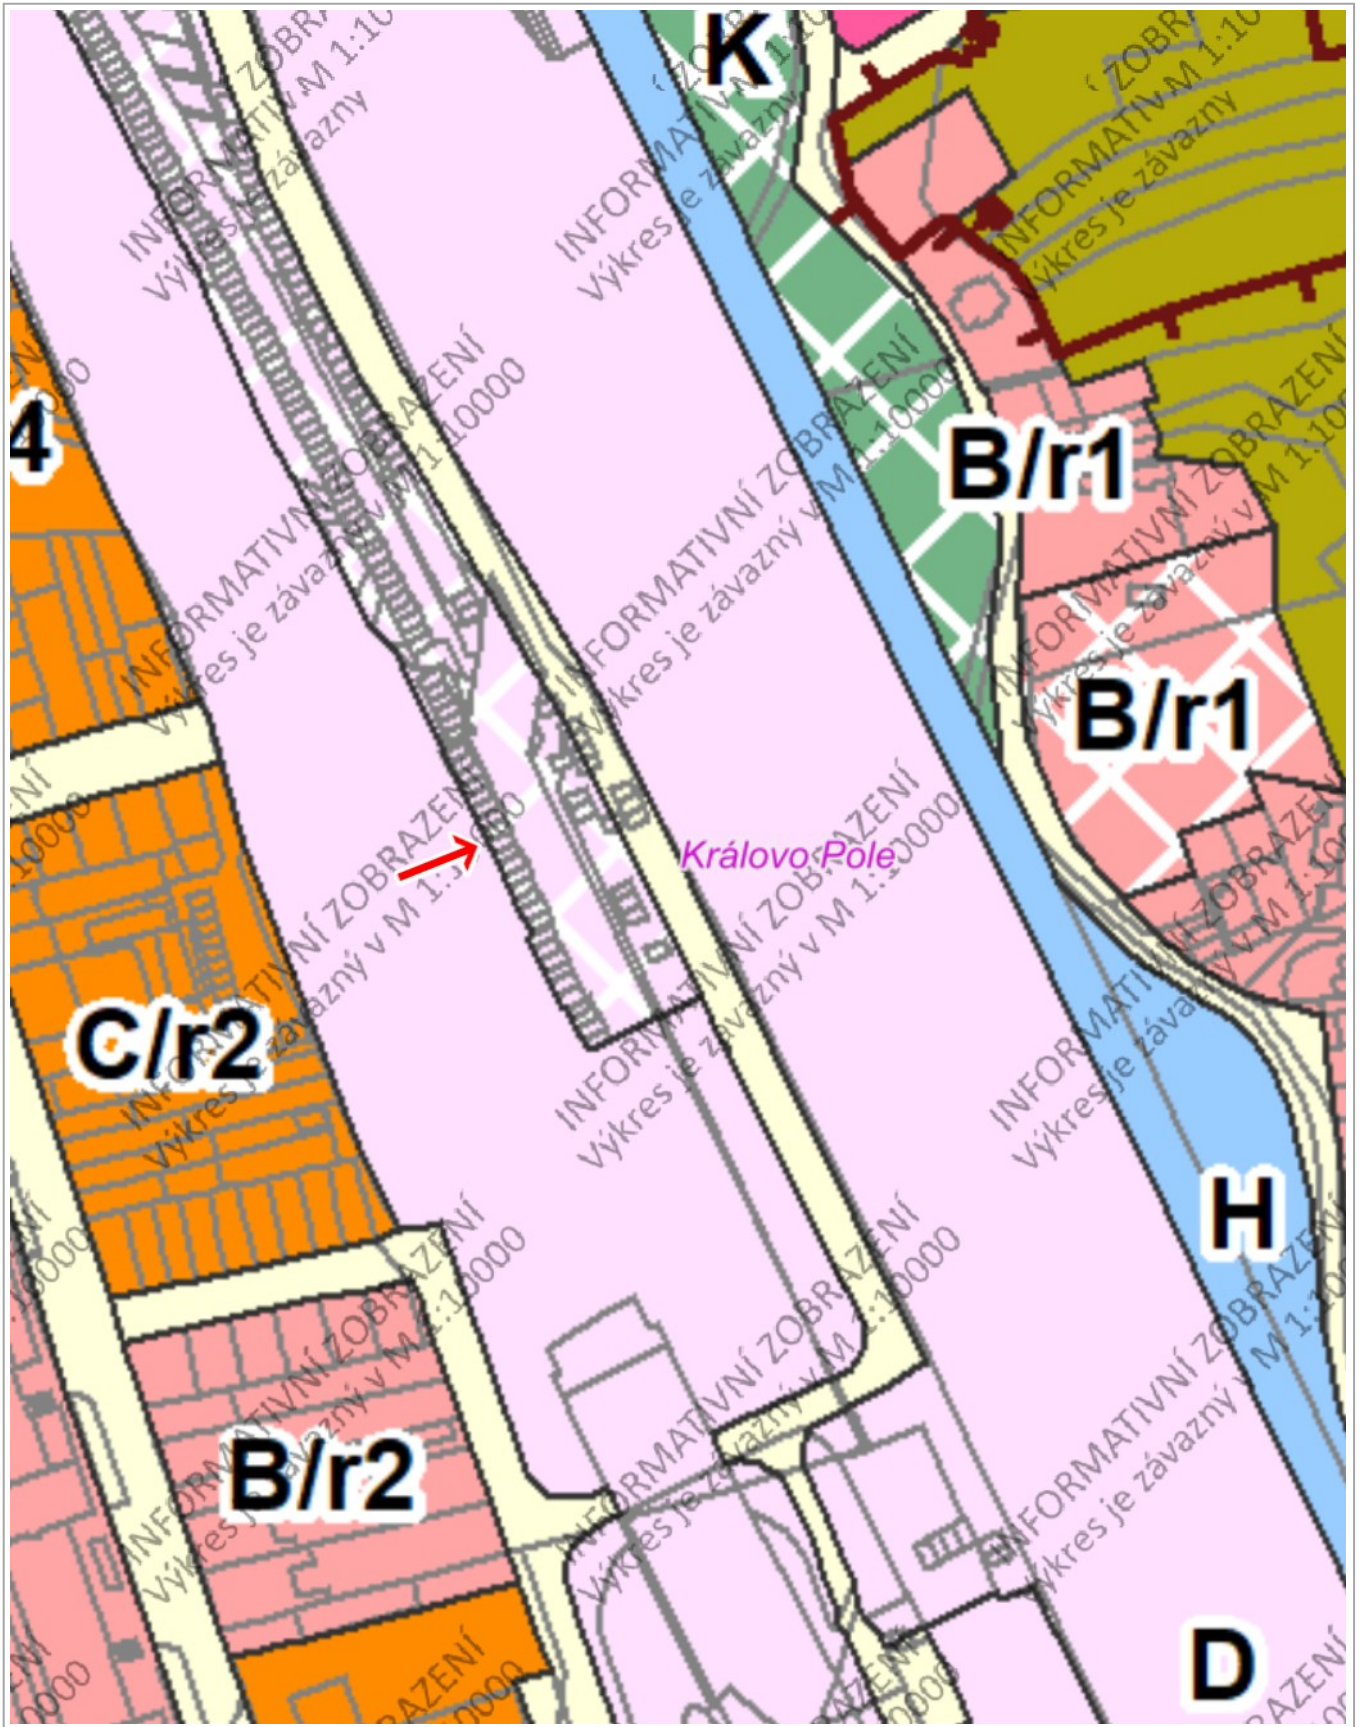 K
B/r1
4
B/r1
Královo Pole
C/r2
H
B/r2
D
INFORMATIVNÍ ZOBRAZENÍ
Výkres je závazný v M 1:10000